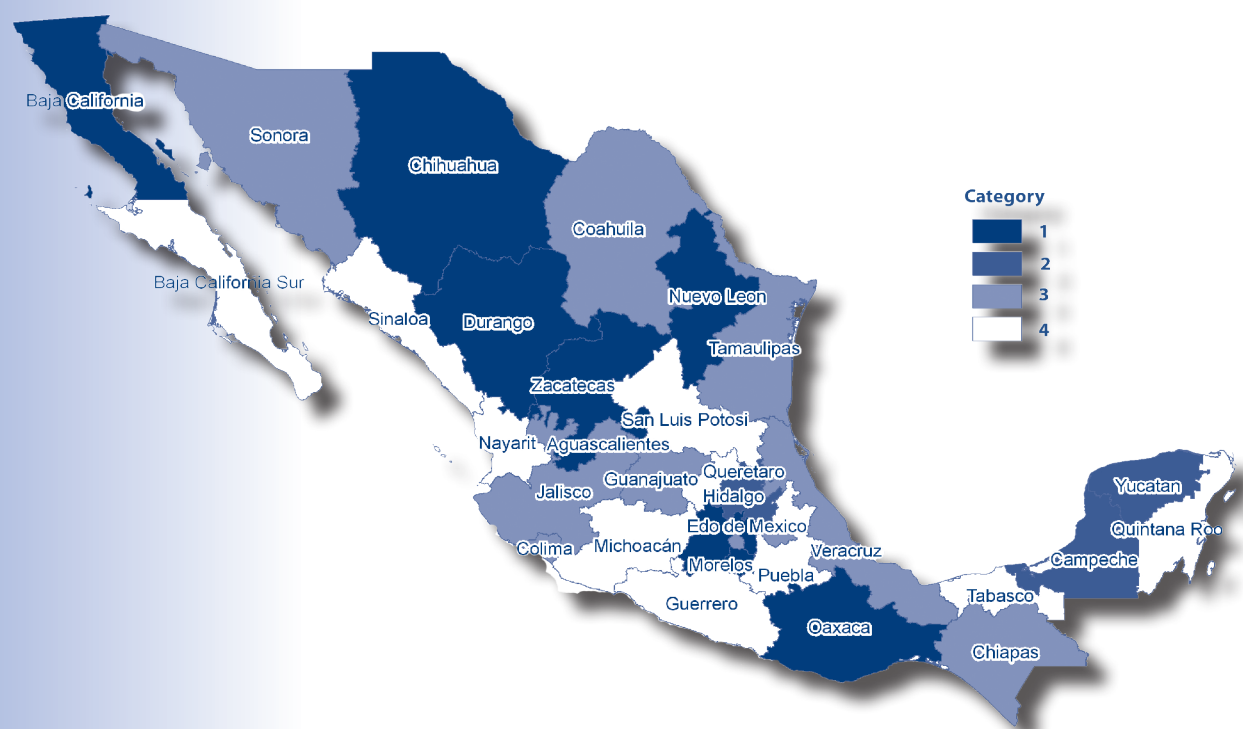 Baja California
Sonora
Chihuahua
Coahuila
Category
1
2
3
4
Baja California Sur
Nuevo Leon
Sinaloa
Durango
Tamaulipas
Zacatecas
San Luis Potosi
Nayarit
Aguascalientes
Queretaro
Guanajuato
Jalisco
Hidalgo
Yucatan
Edo de Mexico
Quintana Roo
Colima
Michoacán
Veracruz
Campeche
Morelos
Puebla
Tabasco
Guerrero
Oaxaca
Chiapas